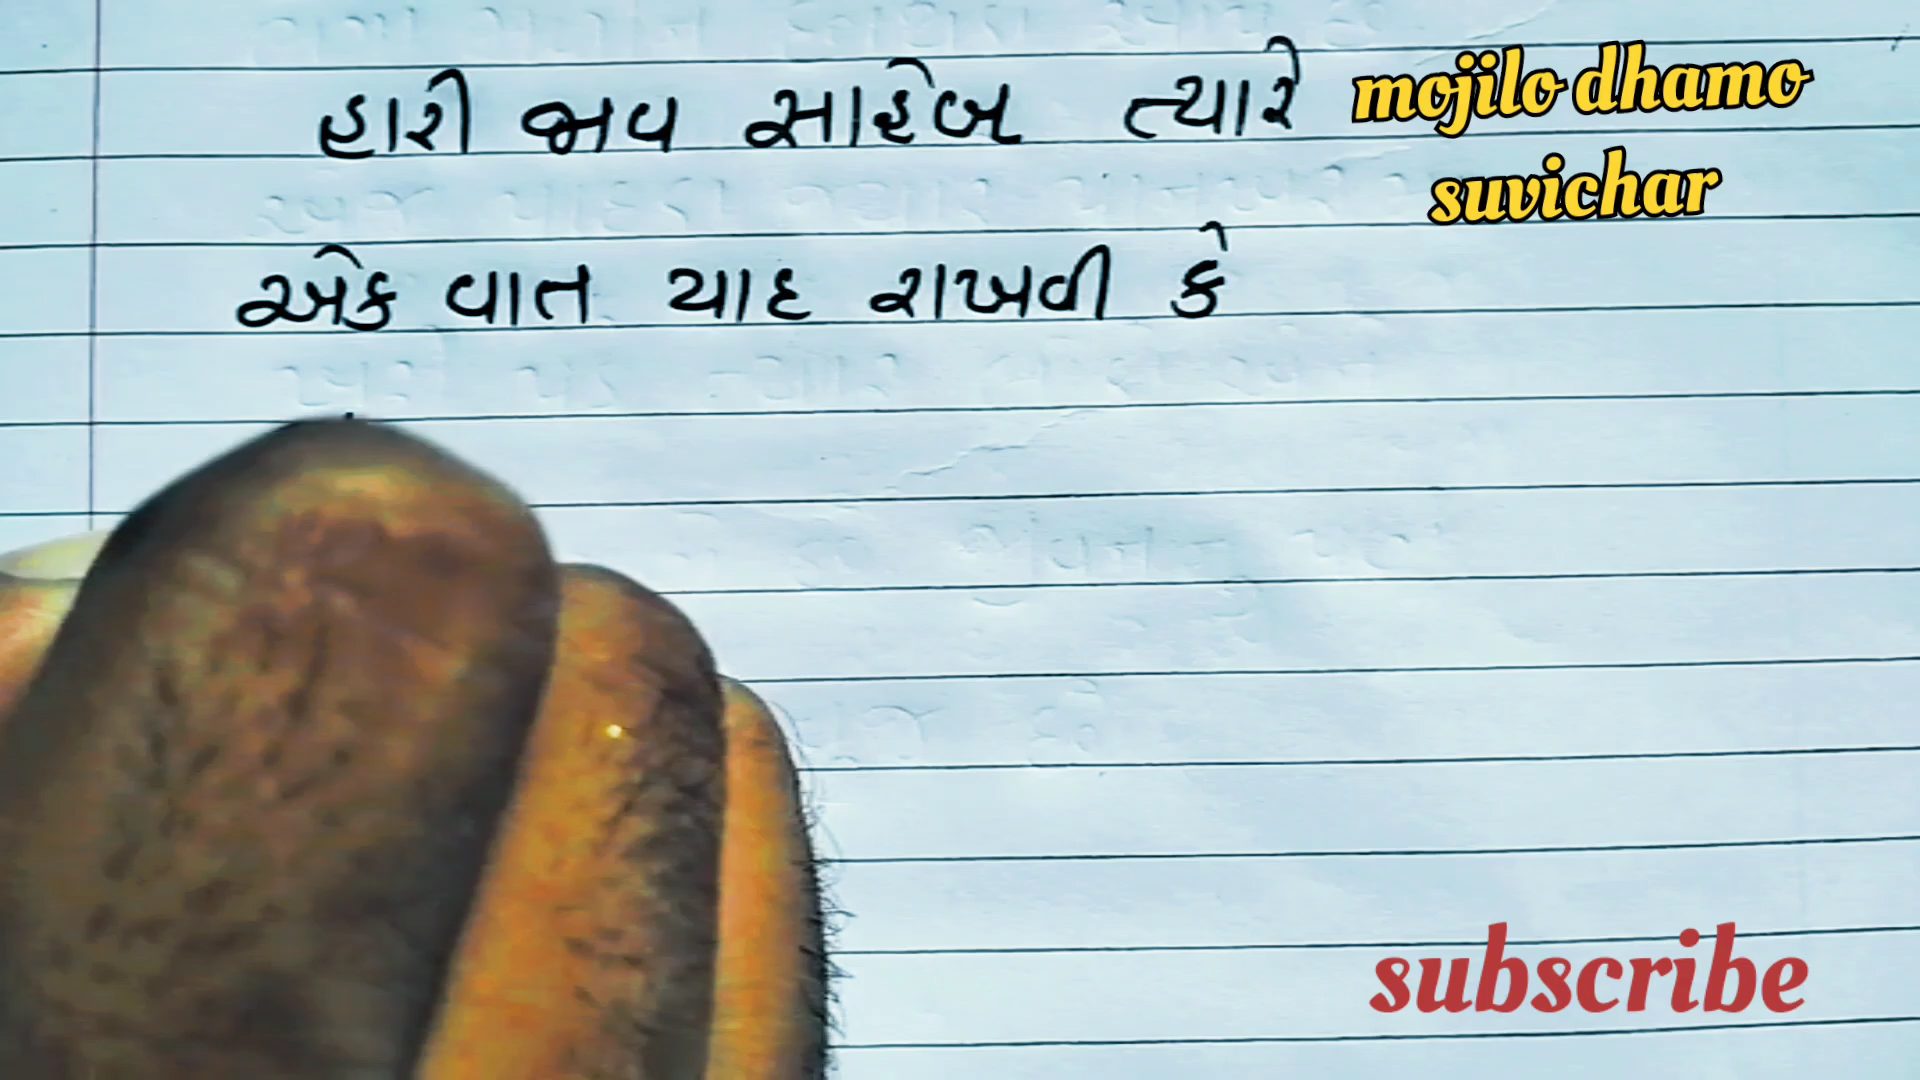 હારી જાવ સાહેબ ત્યારે
એક વાત યાદ રાખવી કે
mojilo dhamo
suvichar
subscribe